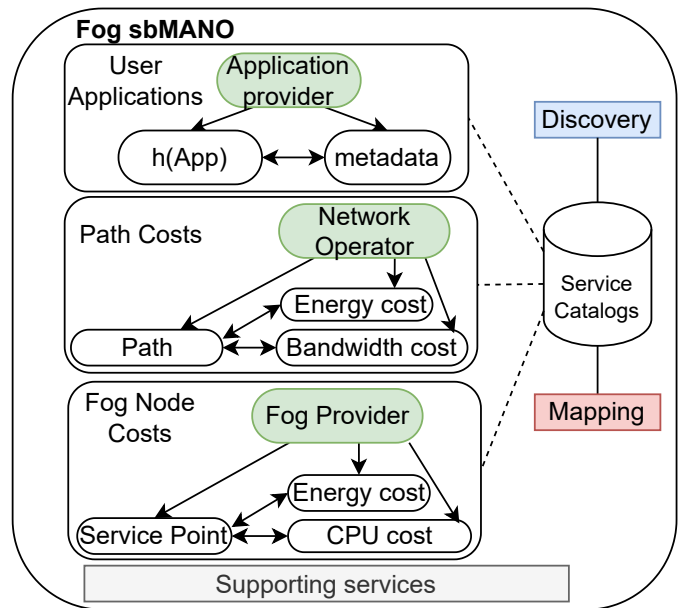 Fog sbMANO
User
Applications
Application
provider
h(App)
metadata
Path Costs
Network
Operator
Energy cost
Path
Bandwidth cost
Fog Node
Costs
Fog Provider
Energy cost
Service Point
CPU cost
Supporting services
Discovery
Service
Catalogs
Mapping